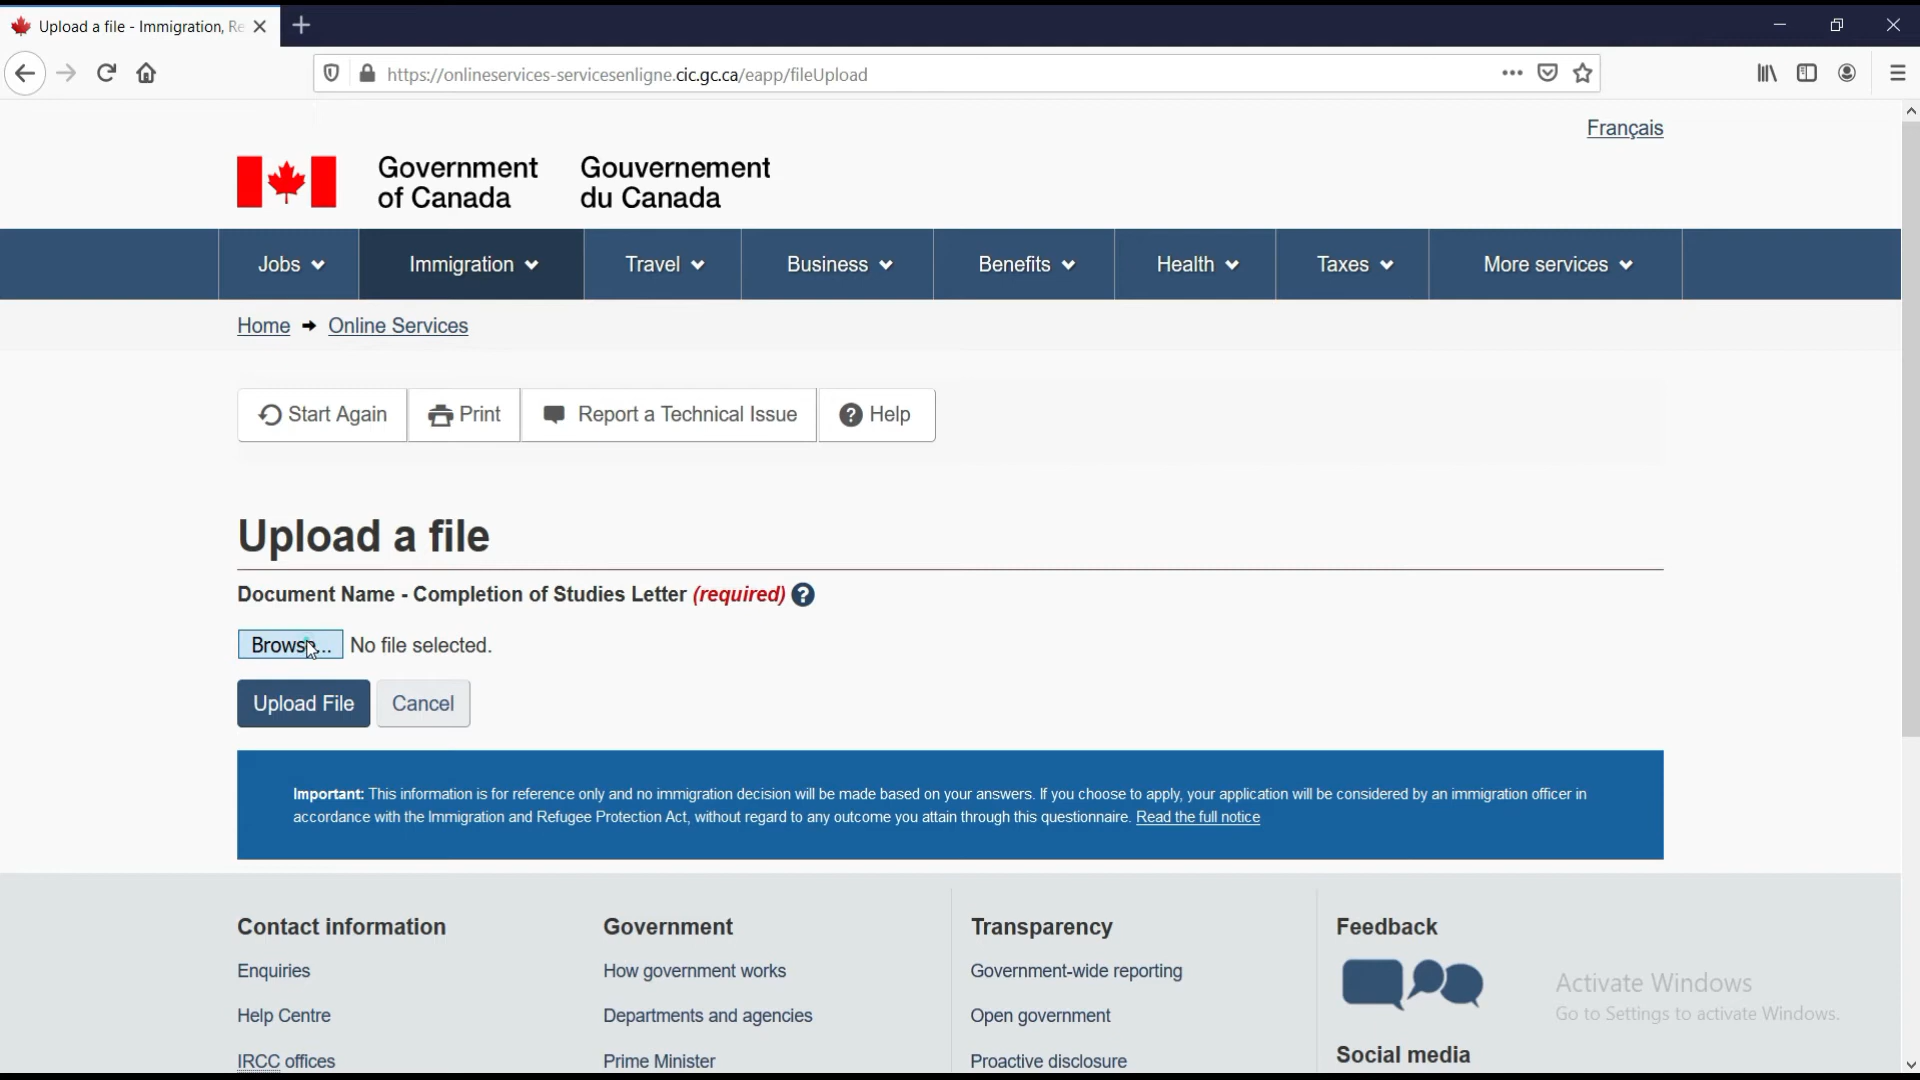 Upload a file - Immigration, Re
https://onlineservices-servicesenligne.cic.gc.ca/eapp/fileUpload
Français
Government
of Canada
Gouvernement
du Canada
Jobs
Immigration
Travel
Business
Benefits
Health
Taxes
More services
Home
Online Services
Start Again
Print
Report a Technical Issue
Help
Upload a file
Document Name - Completion of Studies Letter (required)
Browse... No file selected.
Upload File
Cancel
Important: This information is for reference only and no immigration decision will be made based on your answers. If you choose to apply, your application will be considered by an immigration officer in
accordance with the Immigration and Refugee Protection Act, without regard to any outcome you attain through this questionnaire. Read the full notice
Contact information
Enquiries
Help Centre
IRCC offices
Government
How government works
Departments and agencies
Prime Minister
Transparency
Government-wide reporting
Open government
Proactive disclosure
Feedback
Social media
Activate Windows
Go to Settings to activate Windows.